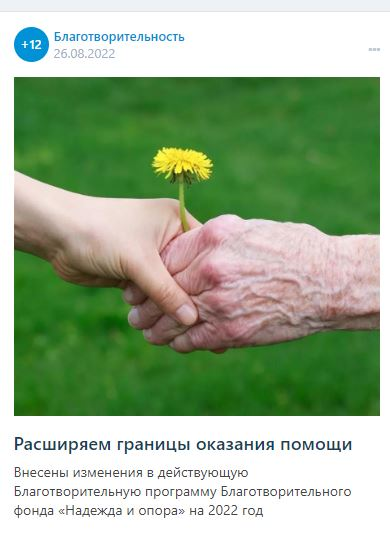 +12
Благотворительность
26.08.2022
Расширяем границы оказания помощи
Внесены изменения в действующую
Благотворительную программу Благотворительного
фонда «Надежда и опора» на 2022 год